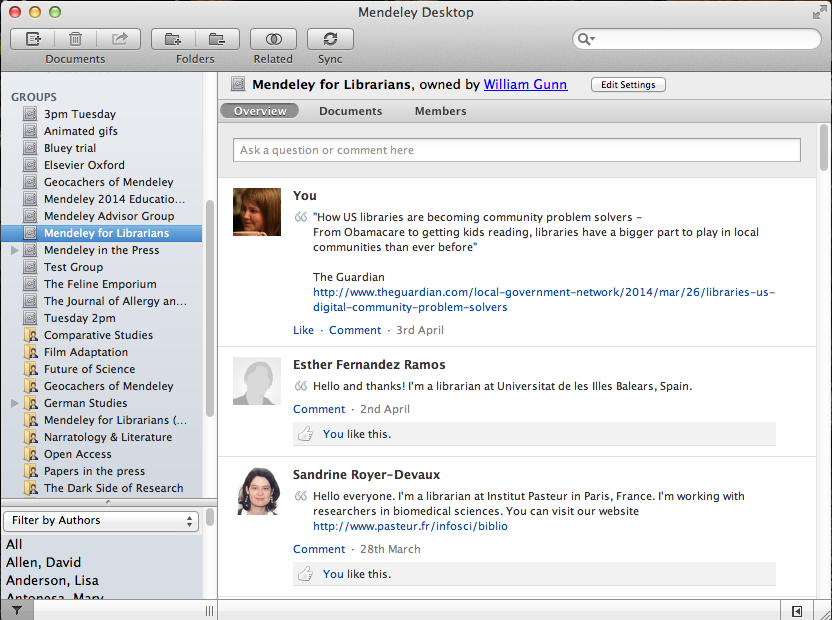 Mendeley Desktop
Documents
Folders
Related
Sync
GROUPS
3pm Tuesday
Animated gifs
Bluey trial
Elsevier Oxford
Geocachers of Mendeley
Mendeley 2014 Educatio...
Mendeley Advisor Group
Mendeley for Librarians
Mendeley in the Press
Test Group
The Feline Emporium
The Journal of Allergy an...
Tuesday 2pm
Comparative Studies
Film Adaptation
Future of Science
Geocachers of Mendeley
German Studies
Mendeley for Librarians (...
Narratology & Literature
Open Access
Papers in the press
The Dark Side of Research
Filter by Authors
All
Allen, David
Anderson, Lisa
Antonesa, Mary
Mendeley for Librarians, owned by William Gunn
Edit Settings
Overview
Documents
Members
Ask a question or comment here
You
"How US libraries are becoming community problem solvers –
From Obamacare to getting kids reading, libraries have a bigger part to play in local
communities than ever before"
The Guardian
http://www.theguardian.com/local-government-network/2014/mar/26/libraries-us-
digital-community-problem-solvers
Like · Comment · 3rd April
Esther Fernandez Ramos
Hello and thanks! I'm a librarian at Universitat de les Illes Balears, Spain.
Comment · 2nd April
You like this.
Sandrine Royer-Devaux
Hello everyone. I'm a librarian at Institut Pasteur in Paris, France. I'm working with
researchers in biomedical sciences. You can visit our website
http://www.pasteur.fr/infosci/biblio
Comment · 28th March
You like this.